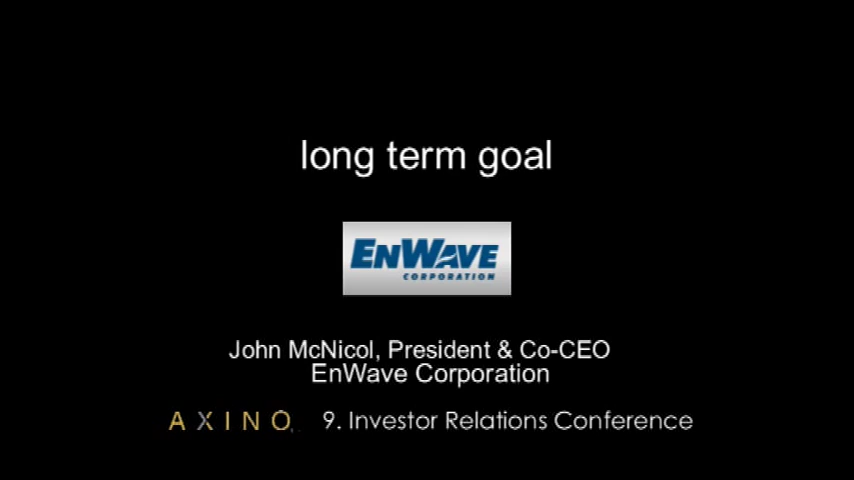 long term goal
ENWAVE
CORPORATION
John McNicol, President & Co-CEO
EnWave Corporation
AXINO 9. Investor Relations Conference